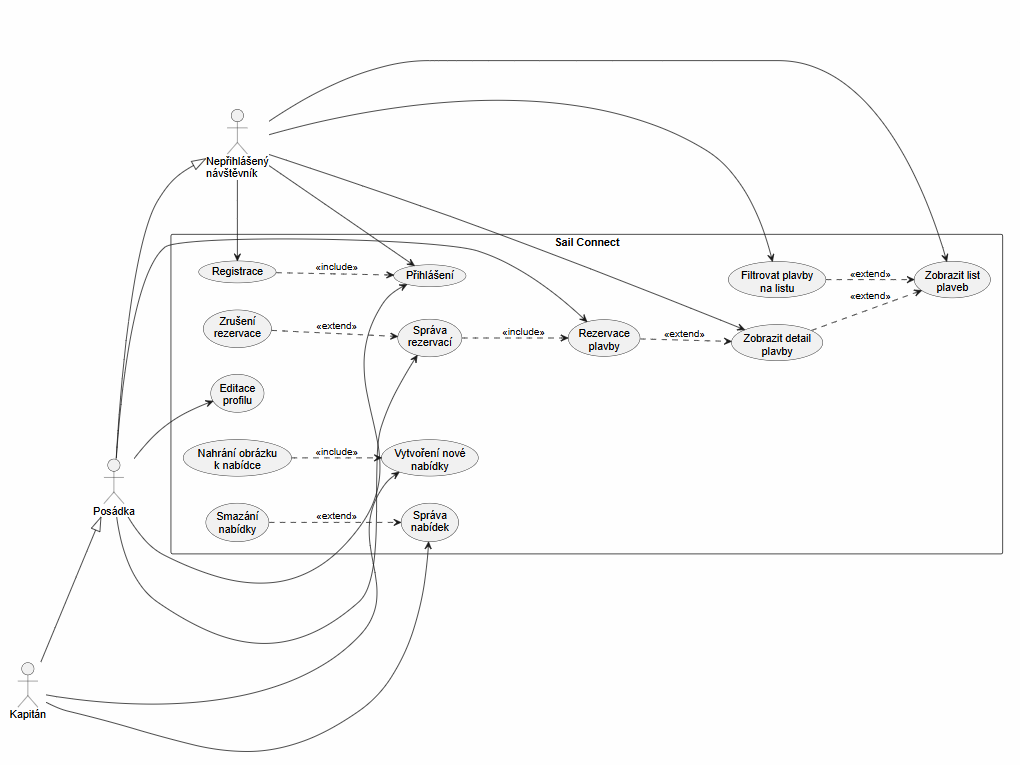 Nepřihlášený
návštěvník
Sail Connect
Registrace
«include»
Přihlášení
Filtrovat plavby
na listu
«extend»
Zobrazit list
plaveb
«extend»
Zrušení
rezervace
«extend»
Správa
rezervací
«include»
Rezervace
plavby
«extend»
Zobrazit detail
plavby
Editace
profilu
Nahrání obrázku
k nabídce
«include»
Vytvoření nové
nabídky
Posádka
Smazání
nabídky
«extend»
Správa
nabídek
Kapitán